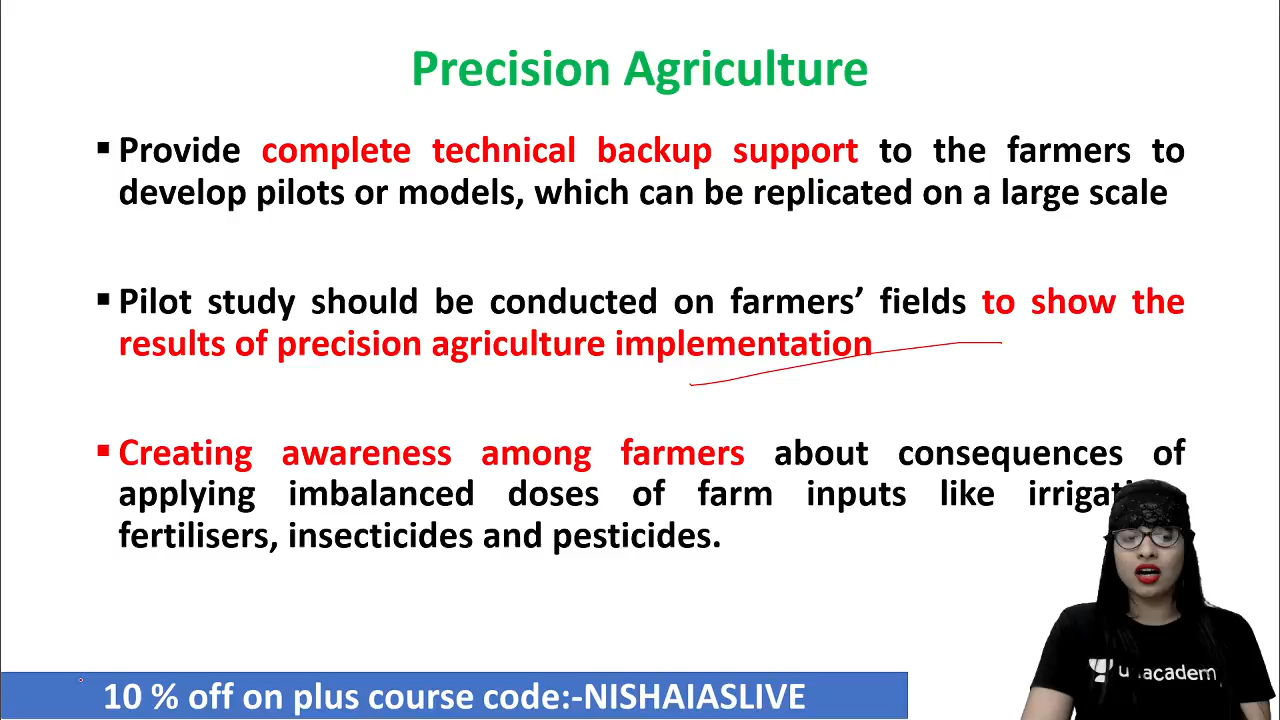 Precision Agriculture
▪ Provide complete technical backup support to the farmers to
develop pilots or models, which can be replicated on a large scale
▪ Pilot study should be conducted on farmers’ fields to show the
results of precision agriculture implementation
▪ Creating awareness among farmers about consequences of
applying imbalanced doses of farm inputs like
fertilisers, insecticides and pesticides.
10 % off on plus course code:-NISHAIASLIVE